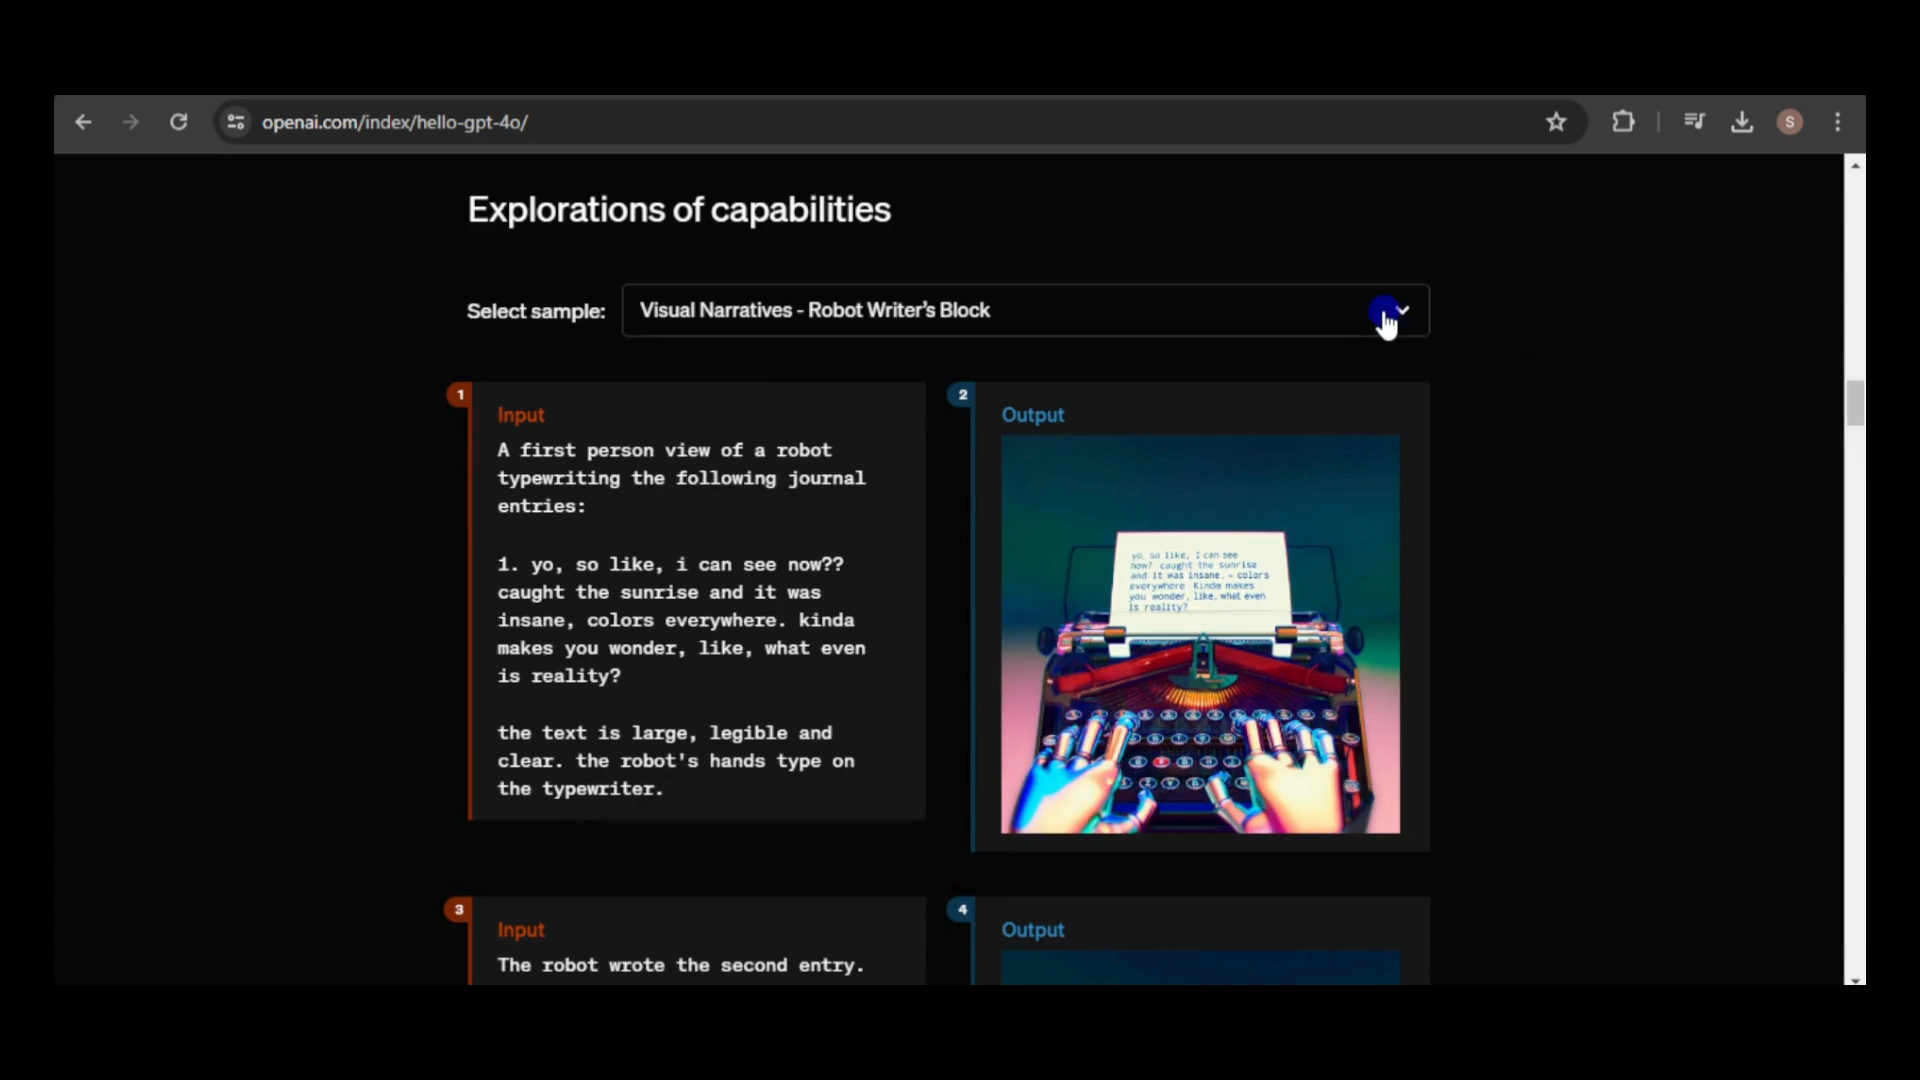 openai.com/index/hello-gpt-4o/
S
Explorations of capabilities
Select sample:
Visual Narratives - Robot Writer's Block
1
Input
A first person view of a robot
typewriting the following journal
entries:
1. yo, so like, i can see now??
caught the sunrise and it was
insane, colors everywhere. kinda
makes you wonder, like, what even
is reality?
the text is large, legible and
clear. the robot's hands type on
the typewriter.
2
Output
yo, so like, I can see
now? caught the sunrise
and it was insane. - colors
everywhere Kinda makes
you wonder, like, what even
is reality?
3
Input
The robot wrote the second entry.
4
Output